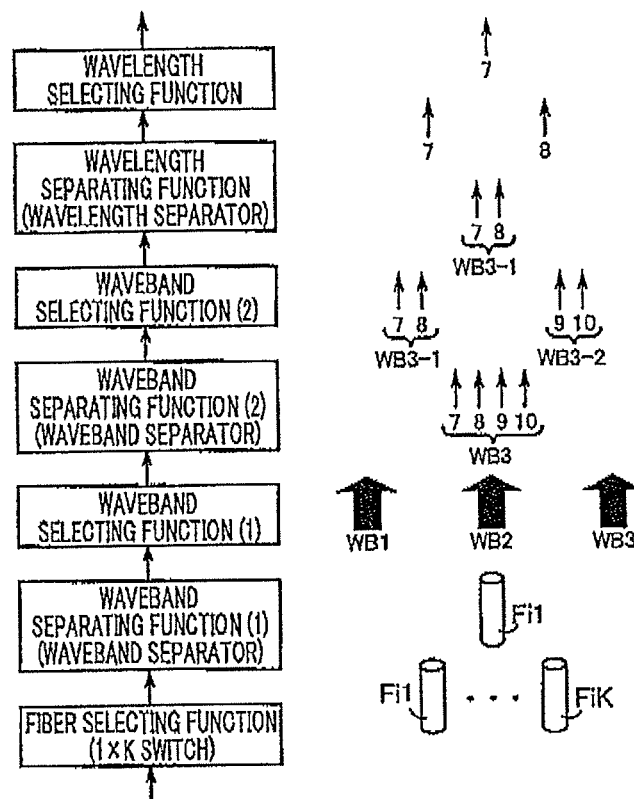 WAVELENGTH
SELECTING FUNCTION
WAVELENGTH
SEPARATING FUNCTION
(WAVELENGTH SEPARATOR)
WAVEBAND
SELECTING FUNCTION (2)
WAVEBAND
SEPARATING FUNCTION (2)
(WAVEBAND SEPARATOR)
WAVEBAND
SELECTING FUNCTION (1)
WAVEBAND
SEPARATING FUNCTION (1)
(WAVEBAND SEPARATOR)
FIBER SELECTING FUNCTION
(1×K SWITCH)
7
7 8
7 8
WB3-1
7 8 9 10
WB3-1 WB3-2
7 8 9 10
WB3
WB1 WB2 WB3
Fi1
Fi1 ... FiK